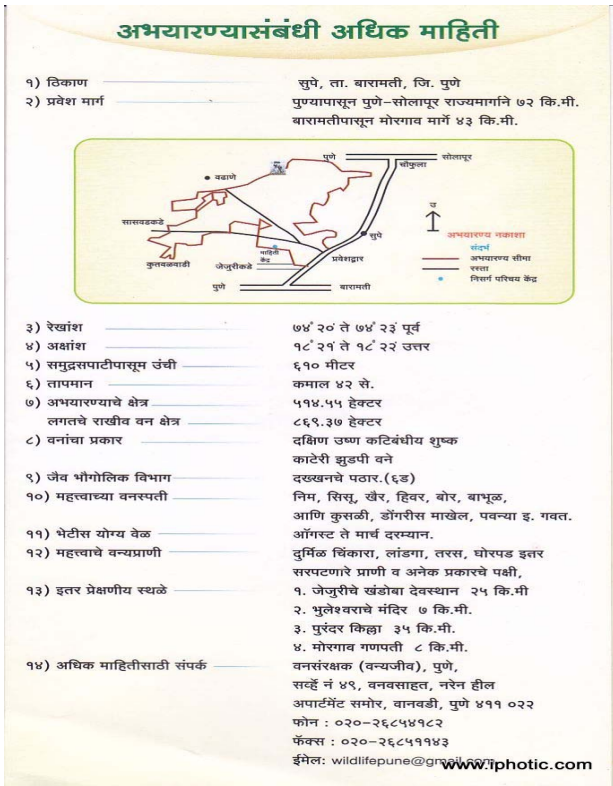 अभयारण्यासंबंधी अधिक माहिती
१) ठिकाण सुपे, ता. बारामती, जि. पुणे
२) प्रवेश मार्ग पुण्यापासून पुणे-सोलापूर राज्यमार्गाने ७२ कि.मी.
बारामतीपासून मोरगाव मार्गे ४३ कि.मी.
पुणे सोलापूर
चौफुला
वढाणे
उ
सासवडकडे
सुपे
अभयारण्य नकाशा
संदर्भ
माहिती केंद्र
प्रवेशद्वार
अभयारण्य सीमा
कुतवळवाडी
जेजुरीकडे
रस्ता
निसर्ग परिचय केंद्र
पुणे बारामती
३) रेखांश ७४° २०' ते ७४° २३' पूर्व
४) अक्षांश १८° २१' ते १८° २२' उत्तर
५) समुद्रसपाटीपासूम उंची ६१० मीटर
६) तापमान कमाल ४२ से.
७) अभयारण्याचे क्षेत्र ५१४.५५ हेक्टर
लगतचे राखीव वन क्षेत्र ८६९.३७ हेक्टर
८) वनांचा प्रकार दक्षिण उष्ण कटिबंधीय शुष्क
काटेरी झुडपी वने
९) जैव भौगोलिक विभाग दख्खनचे पठार.(६ड)
१०) महत्त्वाच्या वनस्पती निम, सिसू, खैर, हिवर, बोर, बाभूळ,
आणि कुसळी, डोंगरीस माखेल, पवन्या इ. गवत.
११) भेटीस योग्य वेळ ऑगस्ट ते मार्च दरम्यान.
१२) महत्त्वाचे वन्यप्राणी दुर्मिळ चिंकारा, लांडगा, तरस, घोरपड इतर
सरपटणारे प्राणी व अनेक प्रकारचे पक्षी,
१३) इतर प्रेक्षणीय स्थळे १. जेजुरीचे खंडोबा देवस्थान २५ कि.मी
२. भुलेश्वराचे मंदिर ७ कि.मी.
३. पुरंदर किल्ला ३५ कि.मी.
४. मोरगाव गणपती ८ कि.मी.
१४) अधिक माहितीसाठी संपर्क वनसंरक्षक (वन्यजीव), पुणे,
सर्व्हे नं ४९, वनवसाहत, नरेन हील
अपार्टमेंट समोर, वानवडी, पुणे ४११ ०२२
फोन : ०२०-२६८५४१८२
फॅक्स : ०२०-२६८५११४३
ईमेल: wildlifepune@gmail.com
www.iphotic.com